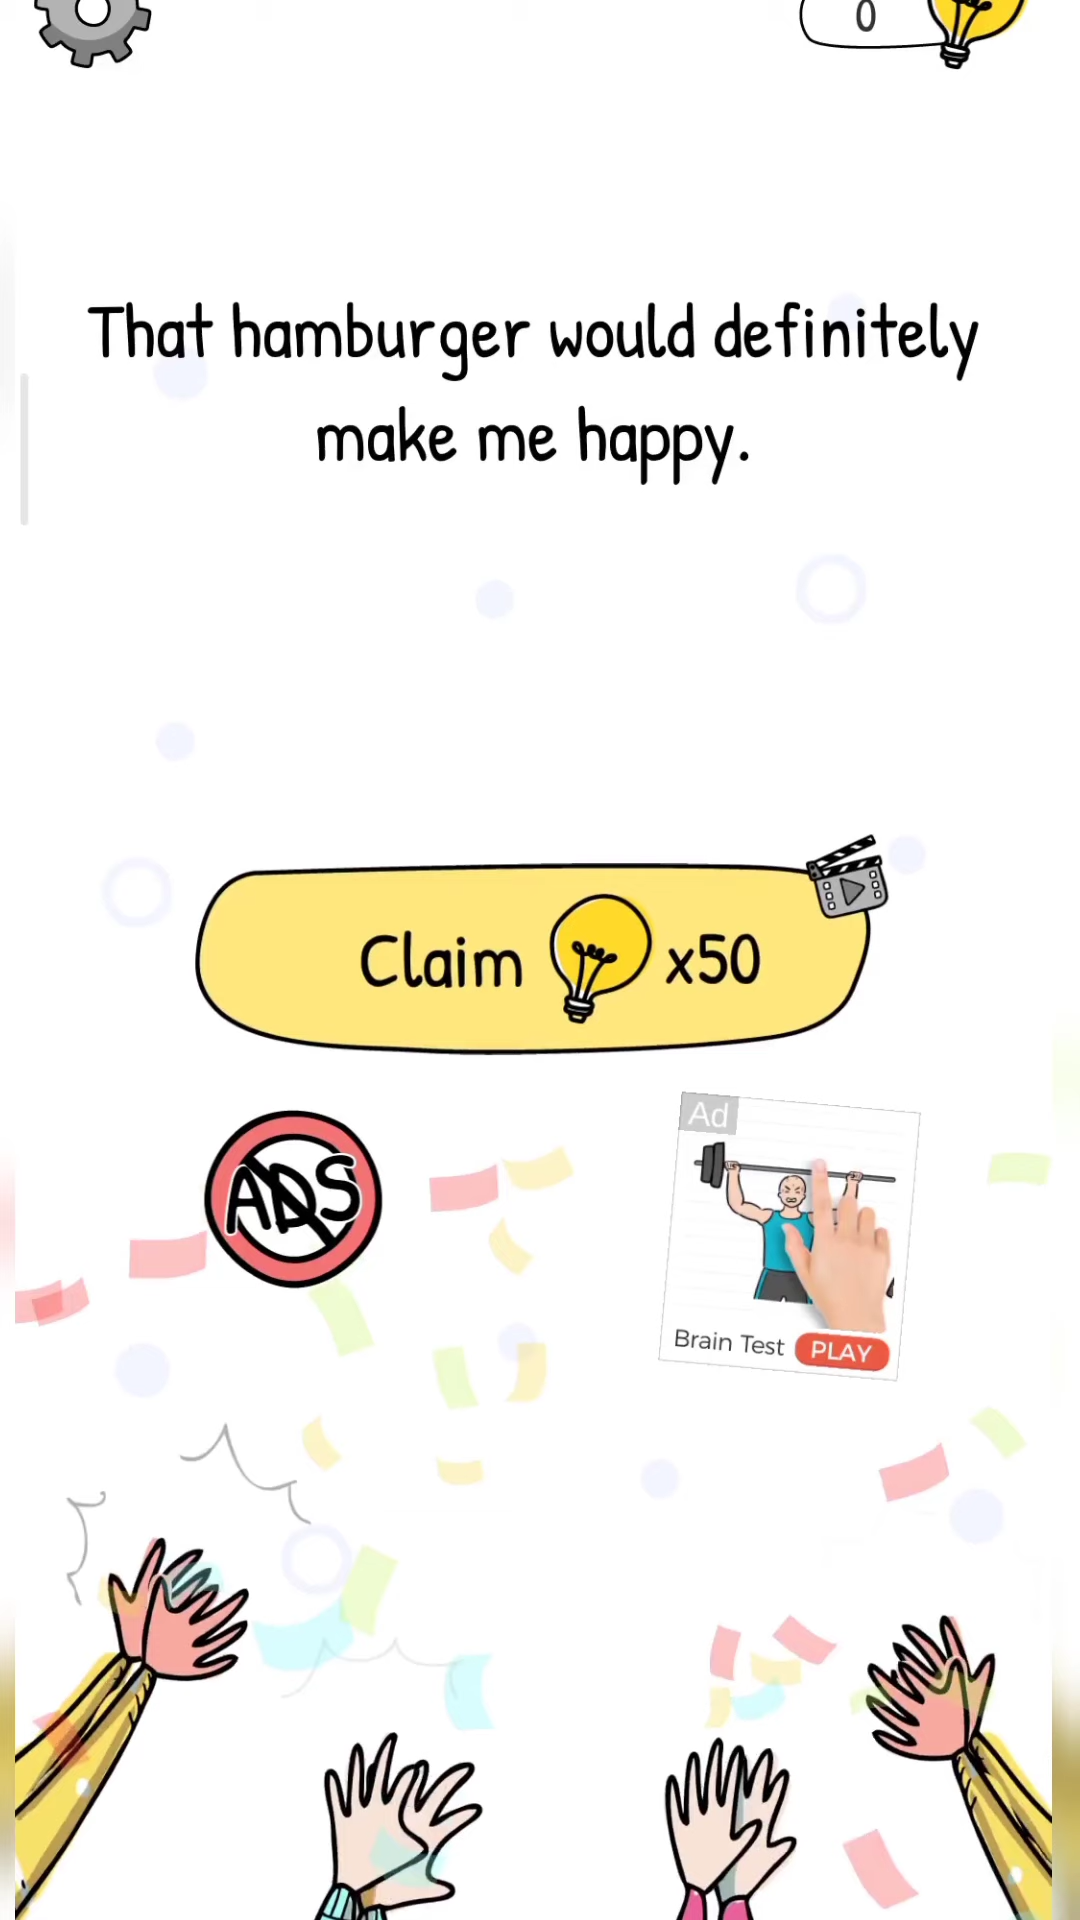 0
That hamburger would definitely
make me happy.
Claim x50
ADS
Ad
Brain Test PLAY